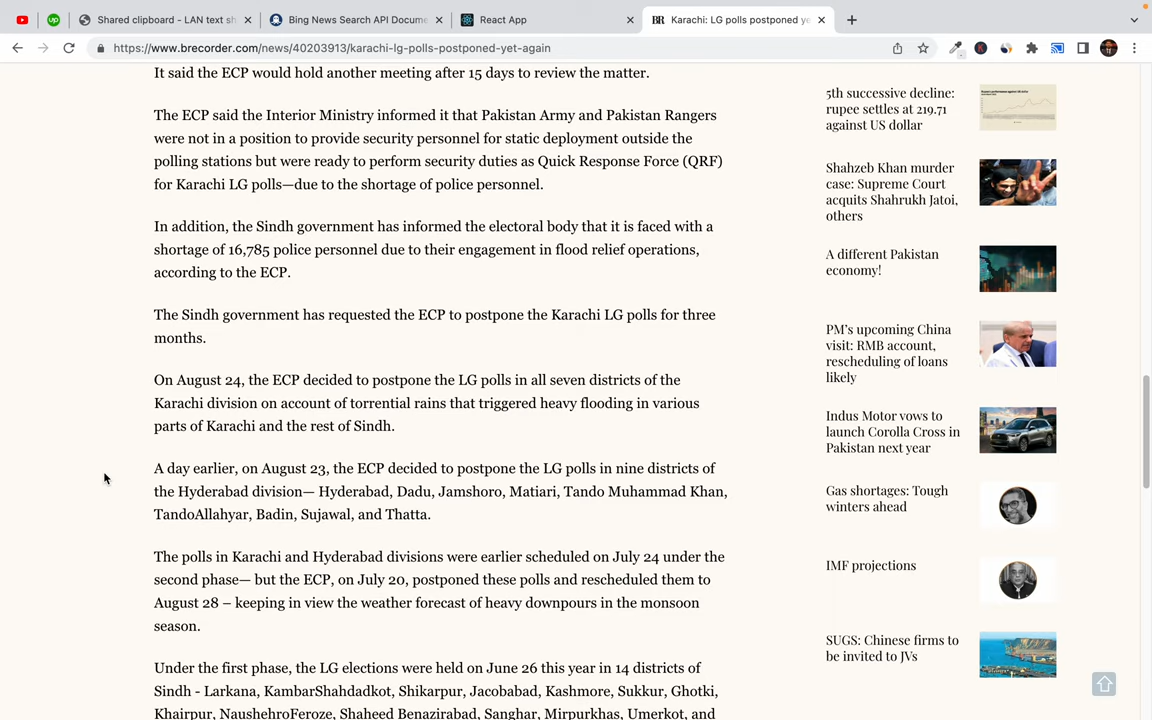 Shared clipboard - LAN text sh
Bing News Search API Docume
React App
BR Karachi: LG polls postponed ye
https://www.brecorder.com/news/40203913/karachi-lg-polls-postponed-yet-again
It said the ECP would hold another meeting after 15 days to review the matter.
The ECP said the Interior Ministry informed it that Pakistan Army and Pakistan Rangers
were not in a position to provide security personnel for static deployment outside the
polling stations but were ready to perform security duties as Quick Response Force (QRF)
for Karachi LG polls—due to the shortage of police personnel.
In addition, the Sindh government has informed the electoral body that it is faced with a
shortage of 16,785 police personnel due to their engagement in flood relief operations,
according to the ECP.
The Sindh government has requested the ECP to postpone the Karachi LG polls for three
months.
On August 24, the ECP decided to postpone the LG polls in all seven districts of the
Karachi division on account of torrential rains that triggered heavy flooding in various
parts of Karachi and the rest of Sindh.
A day earlier, on August 23, the ECP decided to postpone the LG polls in nine districts of
the Hyderabad division— Hyderabad, Dadu, Jamshoro, Matiari, Tando Muhammad Khan,
TandoAllahyar, Badin, Sujawal, and Thatta.
The polls in Karachi and Hyderabad divisions were earlier scheduled on July 24 under the
second phase— but the ECP, on July 20, postponed these polls and rescheduled them to
August 28 – keeping in view the weather forecast of heavy downpours in the monsoon
season.
Under the first phase, the LG elections were held on June 26 this year in 14 districts of
Sindh - Larkana, KambarShahdadkot, Shikarpur, Jacobabad, Kashmore, Sukkur, Ghotki,
Khairpur, NaushehroFeroze, Shaheed Benazirabad, Sanghar, Mirpurkhas, Umerkot, and
5th successive decline:
rupee settles at 219.71
against US dollar
Shahzeb Khan murder
case: Supreme Court
acquits Shahrukh Jatoi,
others
A different Pakistan
economy!
PM's upcoming China
visit: RMB account,
rescheduling of loans
likely
Indus Motor vows to
launch Corolla Cross in
Pakistan next year
Gas shortages: Tough
winters ahead
IMF projections
SUGS: Chinese firms to
be invited to JVs